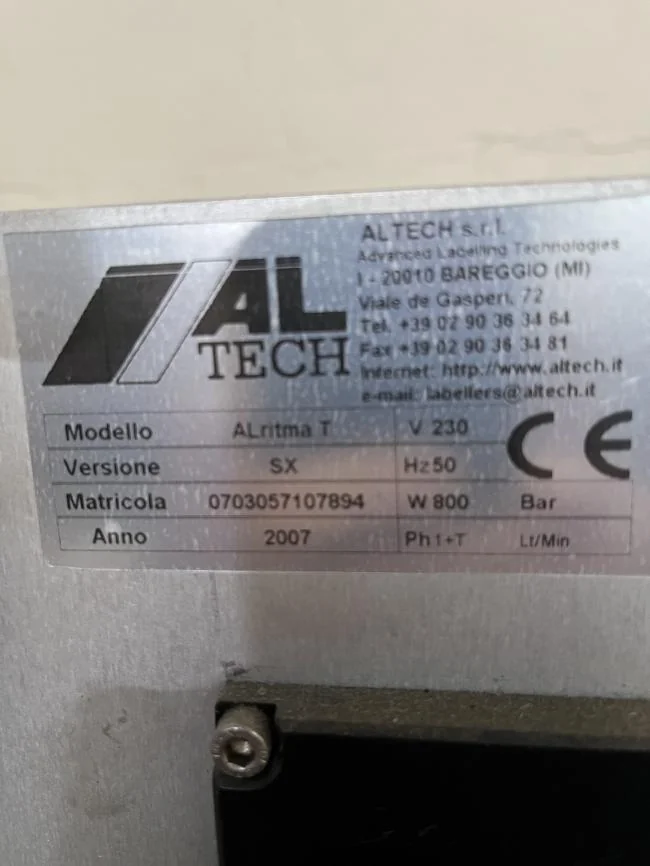 AL
TECH
ALTECH s.r.l.
Advanced Labelling Technologies
I - 20010 BAREGGIO (MI)
Viale de Gasperi, 72
Tel. +39 02 90 36 34 64
Fax +39 02 90 36 34 81
Internet: http://www.altech.it
e-mail: labellers@altech.it
Modello ALritma T V 230
Versione SX Hz 50
Matricola 0703057107894 W 800 Bar
Anno 2007 Ph 1+T Lt/Min
CE